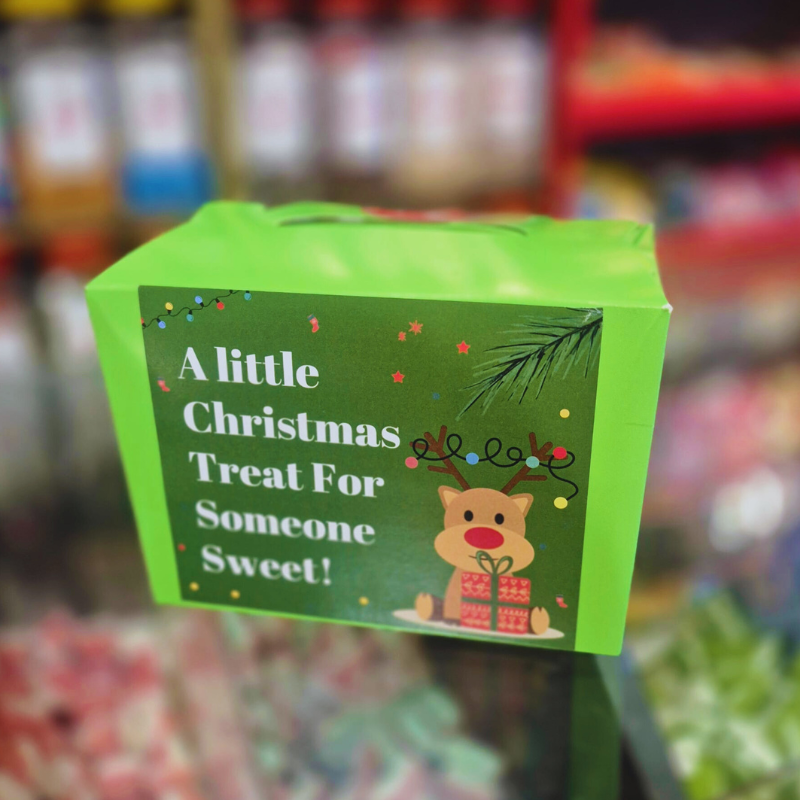 A little
Christmas
Treat For
Someone
Sweet!